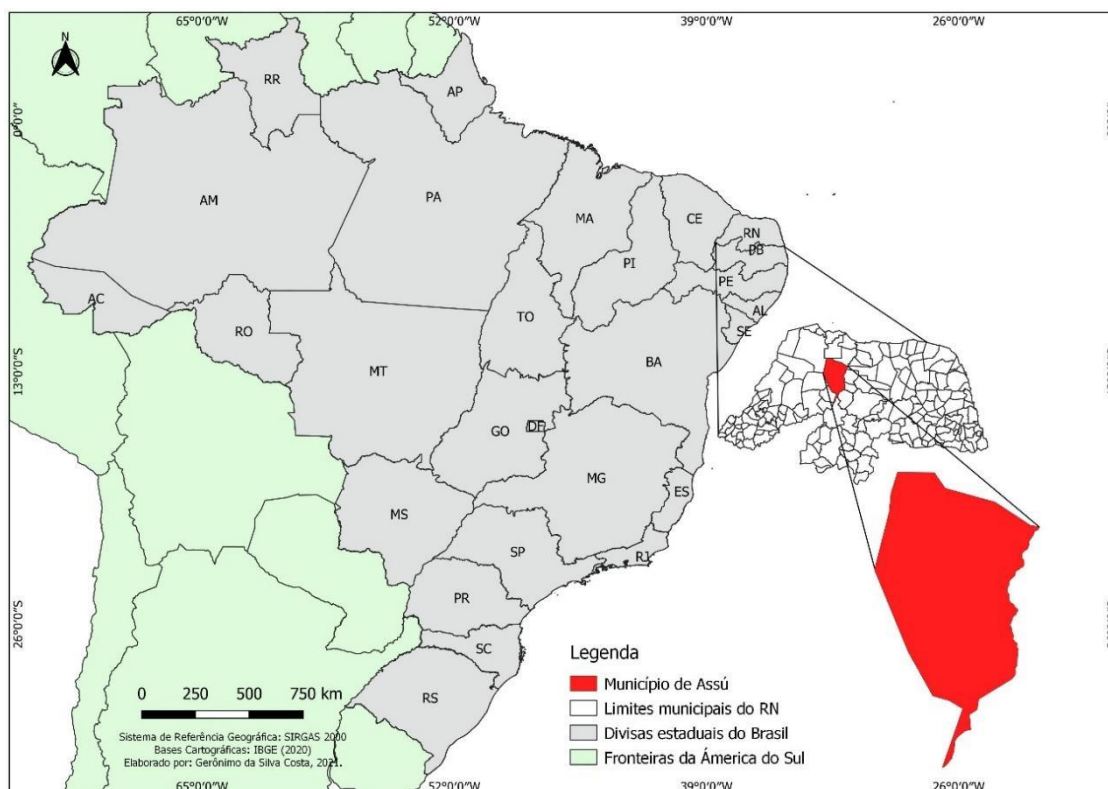 65°0'0"W 52°0'0"W 39°0'0"W 26°0'0"W
N
0°0'0"
RR
AP
AM
PA
MA
CE
RN
PB
PI
PE
AC
AL
TO
RO
SE
BA
13°0'0"S
MT
GO
DF
MG
ES
MS
SP
RJ
PR
26°0'0"S
SC
RS
Legenda
Município de Assú
Limites municipais do RN
Divisas estaduais do Brasil
Fronteiras da Ámerica do Sul
0 250 500 750 km
Sistema de Referência Geográfica: SIRGAS 2000
Bases Cartográficas: IBGE (2020)
Elaborado por: Gerônimo da Silva Costa, 2021.
65°0'0"W 52°0'0"W 39°0'0"W 26°0'0"W